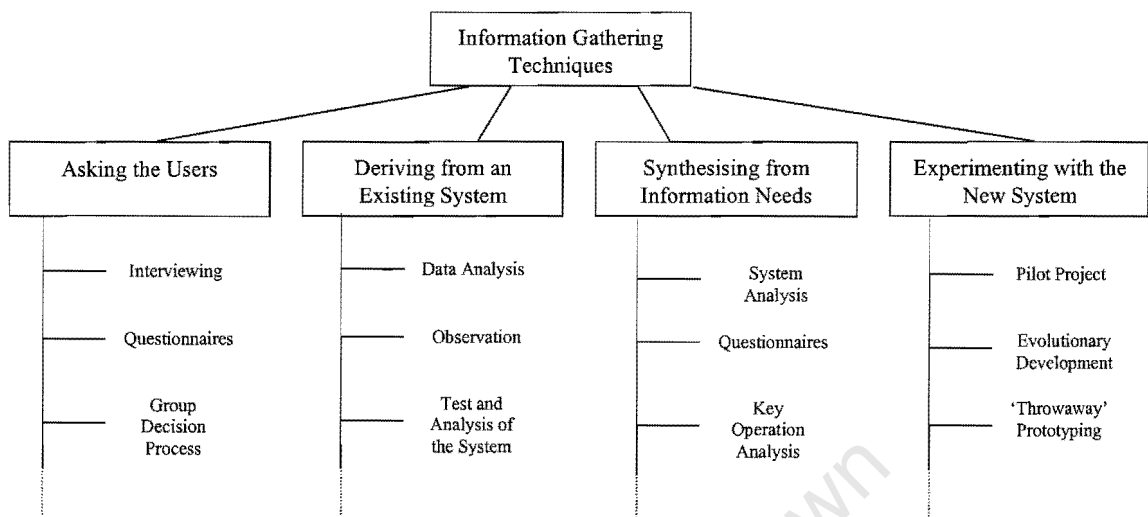 Information Gathering
Techniques
Asking the Users
Deriving from an
Existing System
Synthesising from
Information Needs
Experimenting with the
New System
Interviewing
Questionnaires
Group
Decision
Process
Data Analysis
Observation
Test and
Analysis of
the System
System
Analysis
Questionnaires
Key
Operation
Analysis
Pilot Project
Evolutionary
Development
'Throwaway'
Prototyping
wn